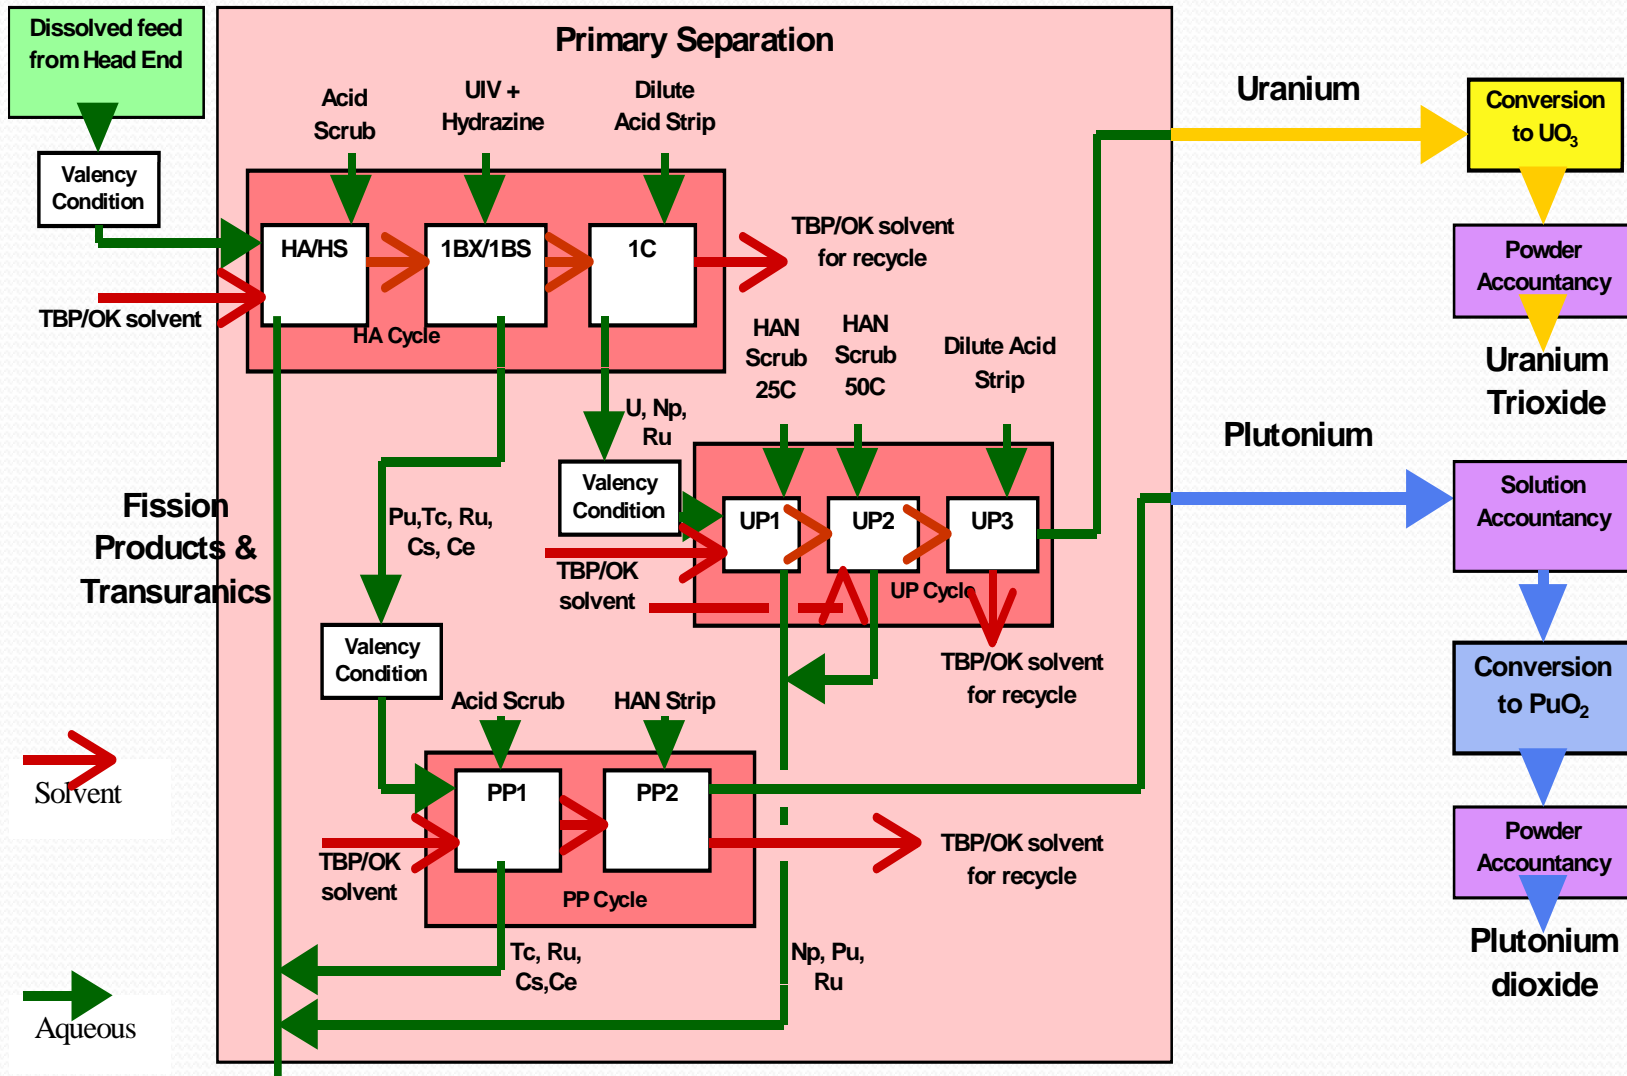 Dissolved feed
from Head End
Primary Separation
Acid
Scrub
UIV +
Hydrazine
Dilute
Acid Strip
Uranium
Conversion
to UO3
Valency
Condition
HA/HS
1BX/1BS
1C
TBP/OK solvent
for recycle
TBP/OK solvent
HA Cycle
Powder
Accountancy
Uranium
Trioxide
HAN
Scrub
25C
HAN
Scrub
50C
Dilute Acid
Strip
U, Np,
Ru
Plutonium
Valency
Condition
UP1
UP2
UP3
Solution
Accountancy
Fission
Products &
Transuranics
Pu,Tc, Ru,
Cs, Ce
TBP/OK
solvent
UP Cycle
Valency
Condition
TBP/OK solvent
for recycle
Conversion
to PuO2
Acid Scrub
HAN Strip
PP1
PP2
Solvent
TBP/OK
solvent
TBP/OK solvent
for recycle
PP Cycle
Powder
Accountancy
Plutonium
dioxide
Tc, Ru,
Cs,Ce
Np, Pu,
Ru
Aqueous